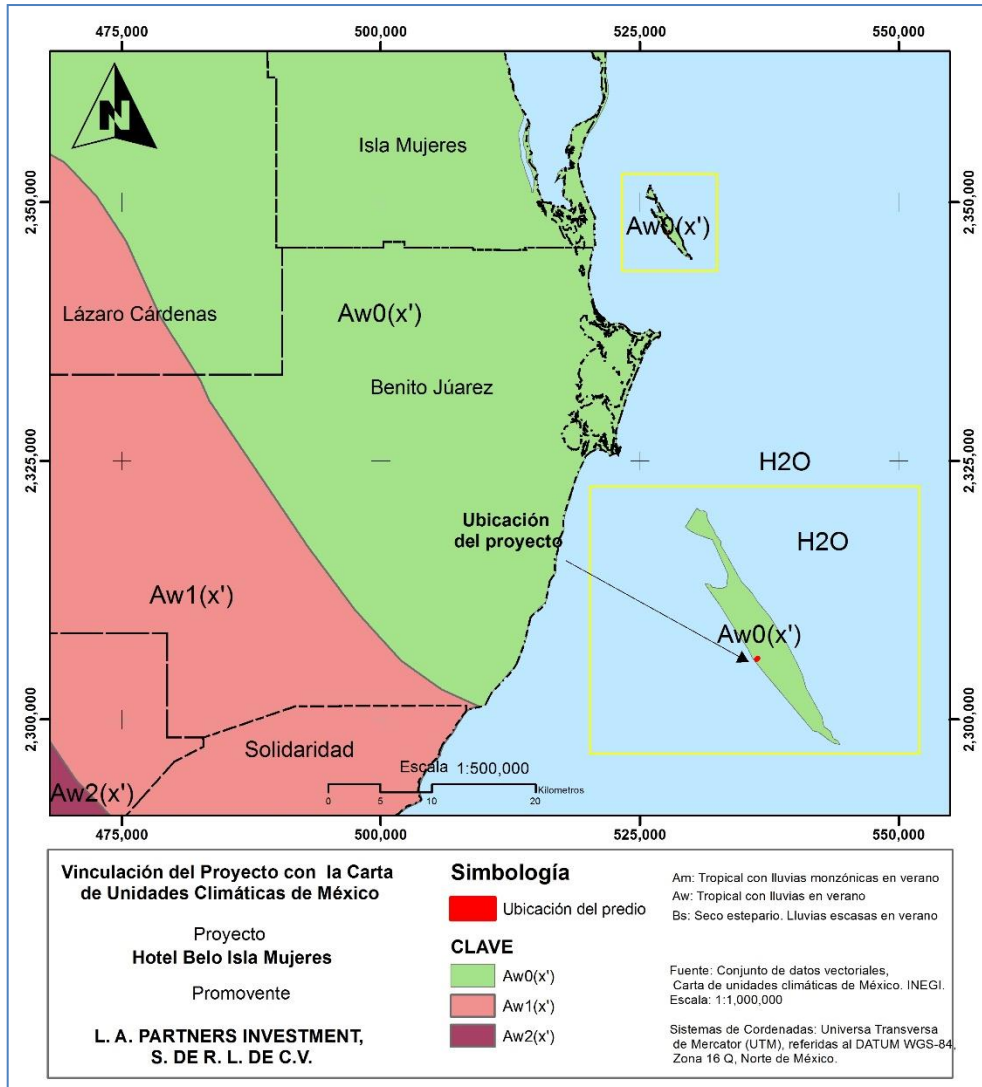 475,000
500,000
525,000
550,000
N
Isla Mujeres
2,350,000
2,350,000
Aw0(x')
Lázaro Cárdenas
Aw0(x')
Benito Júarez
2,325,000
H2O
2,325,000
Ubicación
del proyecto
H2O
Aw1(x')
Aw0(x')
2,300,000
2,300,000
Solidaridad
Escala 1:500,000
Kilometros
0 5 10 20
Aw2(x')
475,000
500,000
525,000
550,000
Vinculación del Proyecto con la Carta
de Unidades Climáticas de México
Proyecto
Hotel Belo Isla Mujeres
Promovente
L. A. PARTNERS INVESTMENT,
S. DE R. L. DE C.V.
Simbología
Ubicación del predio
CLAVE
Aw0(x')
Aw1(x')
Aw2(x')
Am: Tropical con lluvias monzónicas en verano
Aw: Tropical con lluvias en verano
Bs: Seco estepario. Lluvias escasas en verano
Fuente: Conjunto de datos vectoriales,
Carta de unidades climáticas de México. INEGI.
Escala: 1:1,000,000
Sistemas de Cordenadas: Universa Transversa
de Mercator (UTM), referidas al DATUM WGS-84,
Zona 16 Q, Norte de México.